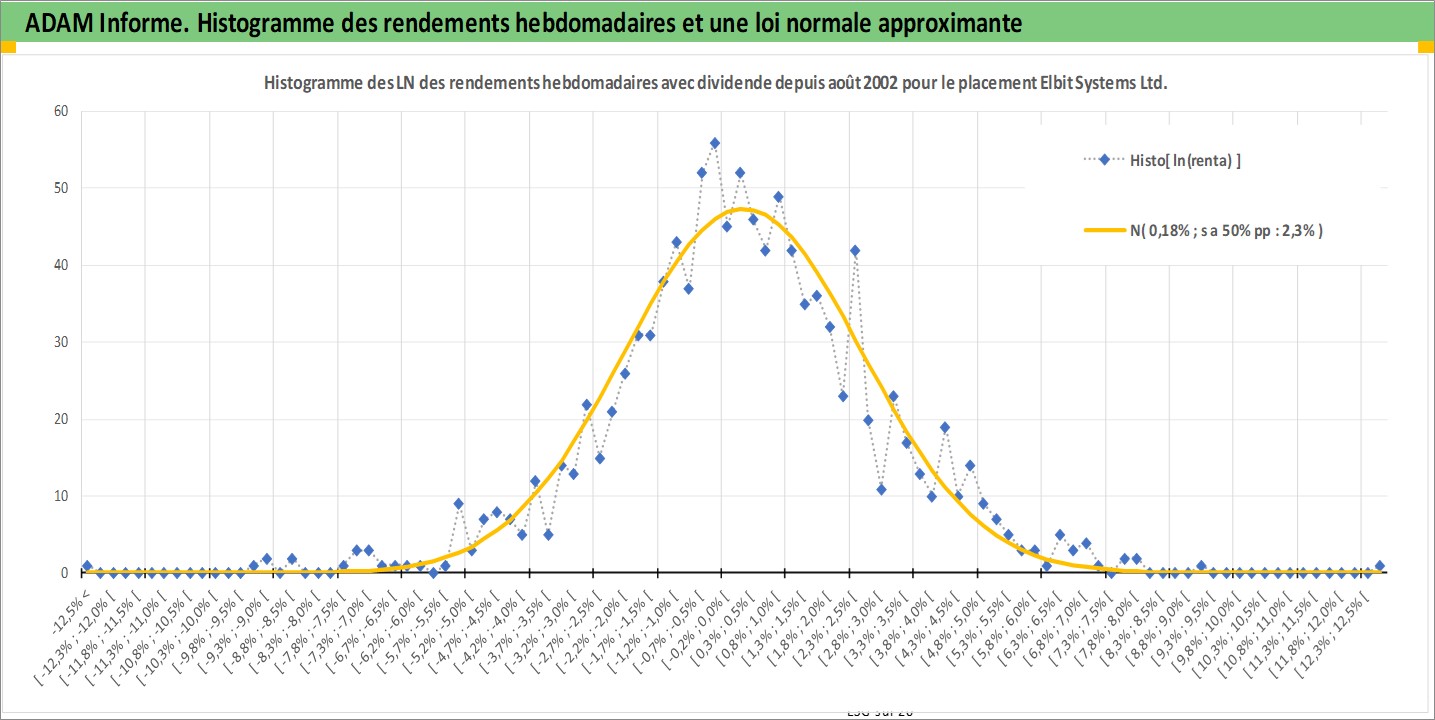 ADAM Informe. Histogramme des rendements hebdomadaires et une loi normale approximante
Histogramme des LN des rendements hebdomadaires avec dividende depuis août 2002 pour le placement Elbit Systems Ltd.
60
50
40
30
20
10
0
Histo[ ln(renta) ]
N( 0,18% ; s a 50% pp : 2,3% )
-12,5% <
[ -12,3% ; -12,0% [
[ -11,8% ; -11,5% [
[ -11,3% ; -11,0% [
[ -10,8% ; -10,5% [
[ -10,3% ; -10,0% [
[ -9,8% ; -9,5% [
[ -9,3% ; -9,0% [
[ -8,8% ; -8,5% [
[ -8,3% ; -8,0% [
[ -7,8% ; -7,5% [
[ -7,3% ; -7,0% [
[ -6,7% ; -6,5% [
[ -6,2% ; -6,0% [
[ -5,7% ; -5,5% [
[ -5,2% ; -5,0% [
[ -4,7% ; -4,5% [
[ -4,2% ; -4,0% [
[ -3,7% ; -3,5% [
[ -3,2% ; -3,0% [
[ -2,7% ; -2,5% [
[ -2,2% ; -2,0% [
[ -1,7% ; -1,5% [
[ -1,2% ; -1,0% [
[ -0,7% ; -0,5% [
[ -0,2% ; 0,0% [
[ 0,3% ; 0,5% [
[ 0,8% ; 1,0% [
[ 1,3% ; 1,5% [
[ 1,8% ; 2,0% [
[ 2,3% ; 2,5% [
[ 2,8% ; 3,0% [
[ 3,3% ; 3,5% [
[ 3,8% ; 4,0% [
[ 4,3% ; 4,5% [
[ 4,8% ; 5,0% [
[ 5,3% ; 5,5% [
[ 5,8% ; 6,0% [
[ 6,3% ; 6,5% [
[ 6,8% ; 7,0% [
[ 7,3% ; 7,5% [
[ 7,8% ; 8,0% [
[ 8,3% ; 8,5% [
[ 8,8% ; 9,0% [
[ 9,3% ; 9,5% [
[ 9,8% ; 10,0% [
[ 10,3% ; 10,5% [
[ 10,8% ; 11,0% [
[ 11,3% ; 11,5% [
[ 11,8% ; 12,0% [
[ 12,3% ; 12,5% [